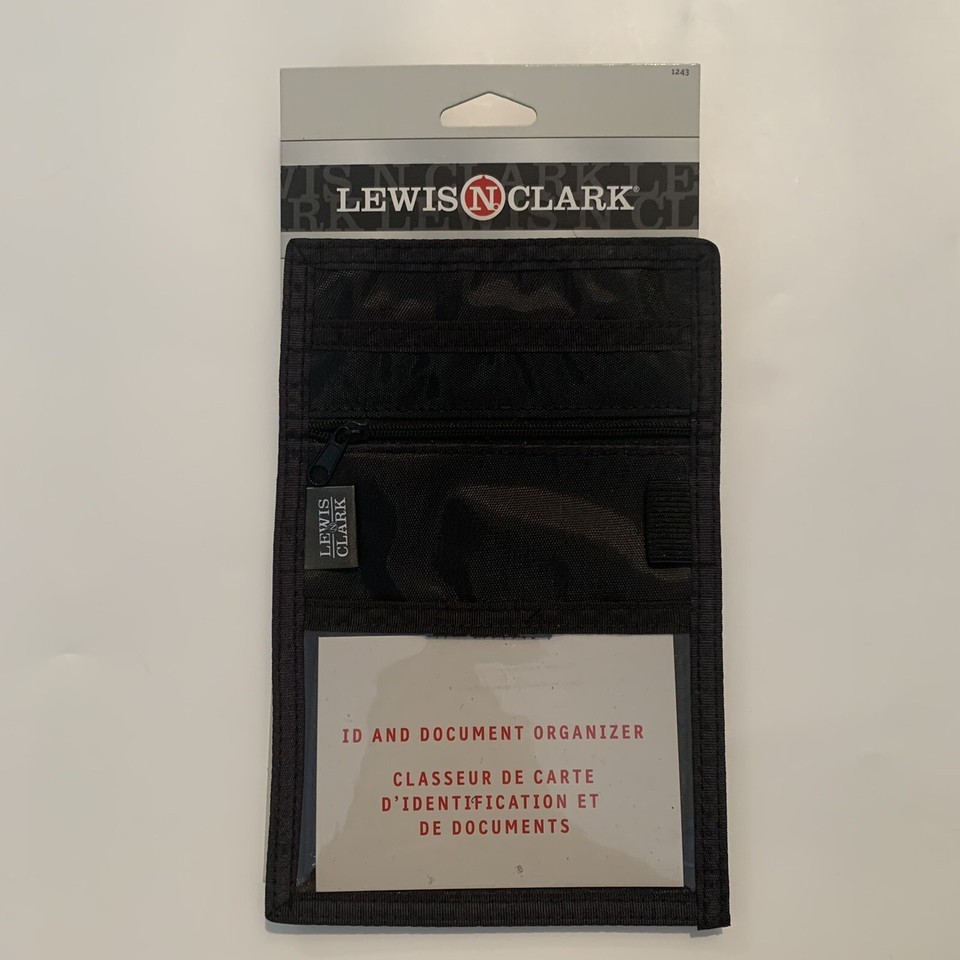 1243
LEWIS N. CLARK®
LEWIS
N
CLARK
ID AND DOCUMENT ORGANIZER
CLASSEUR DE CARTE
D'IDENTIFICATION ET
DE DOCUMENTS